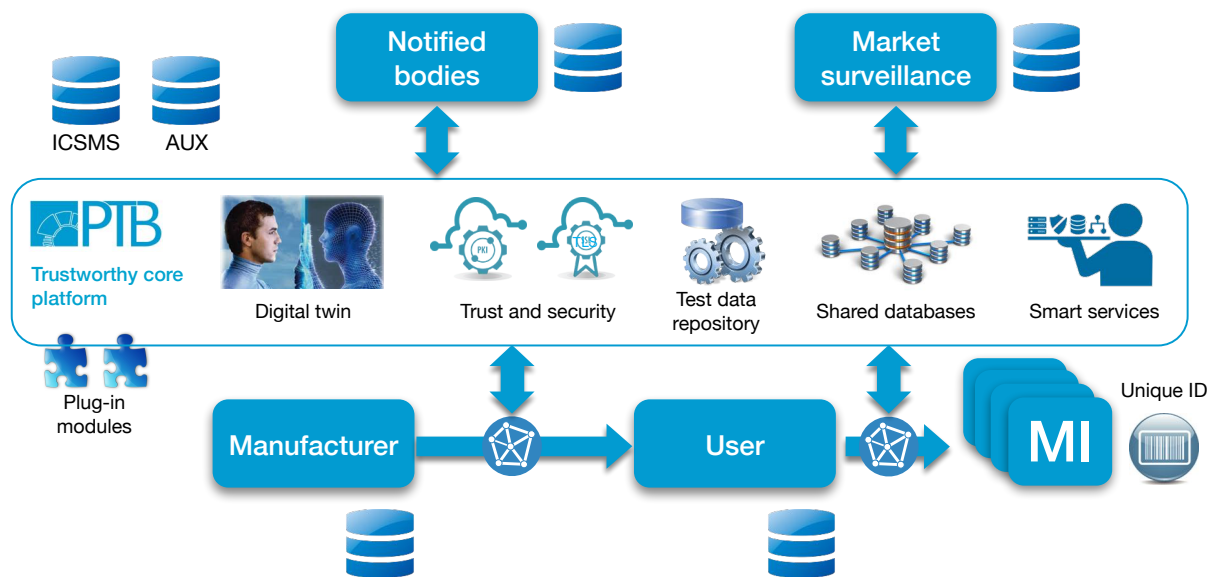 Notified
bodies
Market
surveillance
ICSMS
AUX
PTB
Trustworthy core
platform
PKI
Digital twin
Trust and security
Test data
repository
Shared databases
Smart services
Plug-in
modules
Manufacturer
User
MI
Unique ID